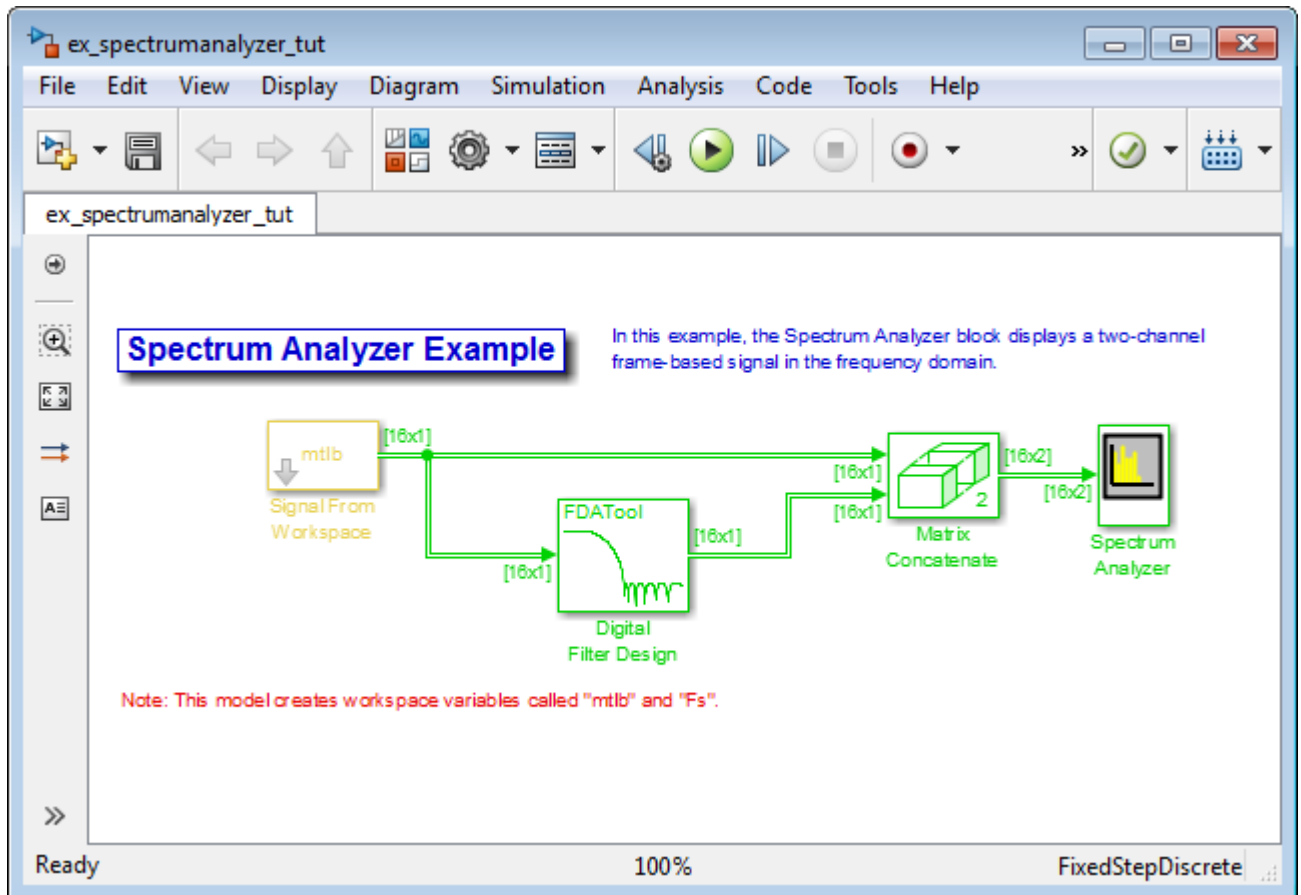 ex_spectrumanalyzer_tut
File Edit View Display Diagram Simulation Analysis Code Tools Help
ex_spectrumanalyzer_tut
Spectrum Analyzer Example
In this example, the Spectrum Analyzer block displays a two-channel
frame-based signal in the frequency domain.
mtlb
Signal From
Workspace
[16x1]
[16x1]
FDATool
Digital
Filter Design
[16x1]
[16x1]
[16x1]
2
Matrix
Concatenate
[16x2]
[16x2]
Spectrum
Analyzer
Note: This model creates workspace variables called "mtlb" and "Fs".
Ready 100% FixedStepDiscrete